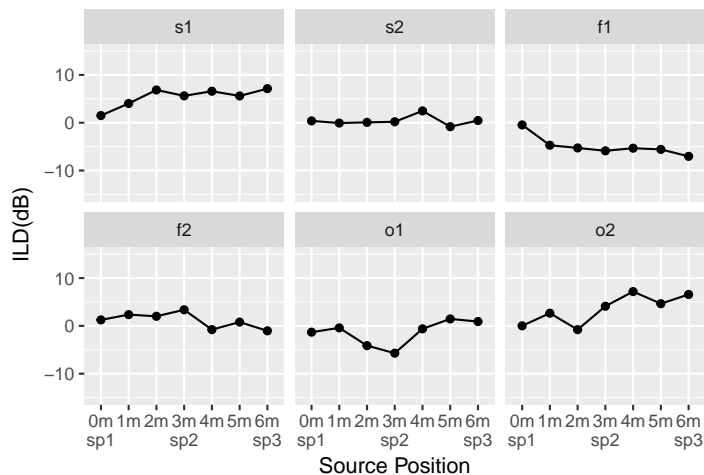 s1 s2 f1
10
0
−10
ILD(dB)
f2 o1 o2
10
0
−10
0m 1m 2m 3m 4m 5m 6m 0m 1m 2m 3m 4m 5m 6m 0m 1m 2m 3m 4m 5m 6m
sp1 sp2 sp3 sp1 sp2 sp3 sp1 sp2 sp3
Source Position